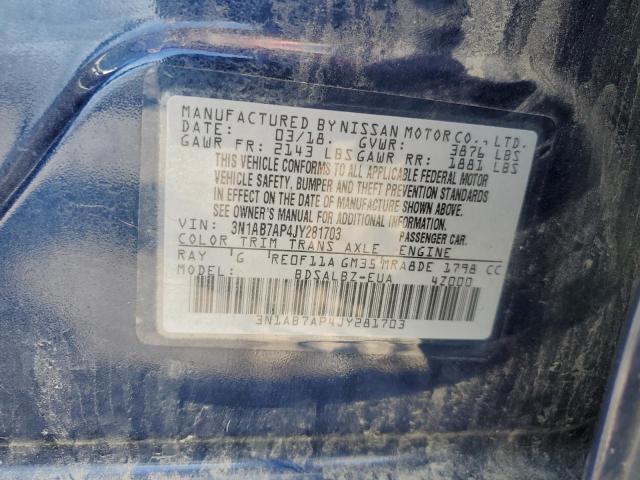 MANUFACTURED BY NISSAN MOTOR CO., LTD.
DATE: 03/18. GVWR: 3876 LBS
GAWR FR: 2143 LBS GAWR RR: 1881 LBS
THIS VEHICLE CONFORMS TO ALL APPLICABLE FEDERAL MOTOR
VEHICLE SAFETY, BUMPER AND THEFT PREVENTION STANDARDS
IN EFFECT ON THE DATE OF MANUFACTURE SHOWN ABOVE.
SEE OWNER'S MANUAL FOR ADDITIONAL INFORMATION.
VIN: 3N1AB7AP4JY281703 PASSENGER CAR.
COLOR TRIM TRANS AXLE ENGINE
RAY G RE0F11A GM35 MRA8DE 1798 CC
MODEL: BDSALBZ-EUA 4Z000
3N1AB7AP4JY281703